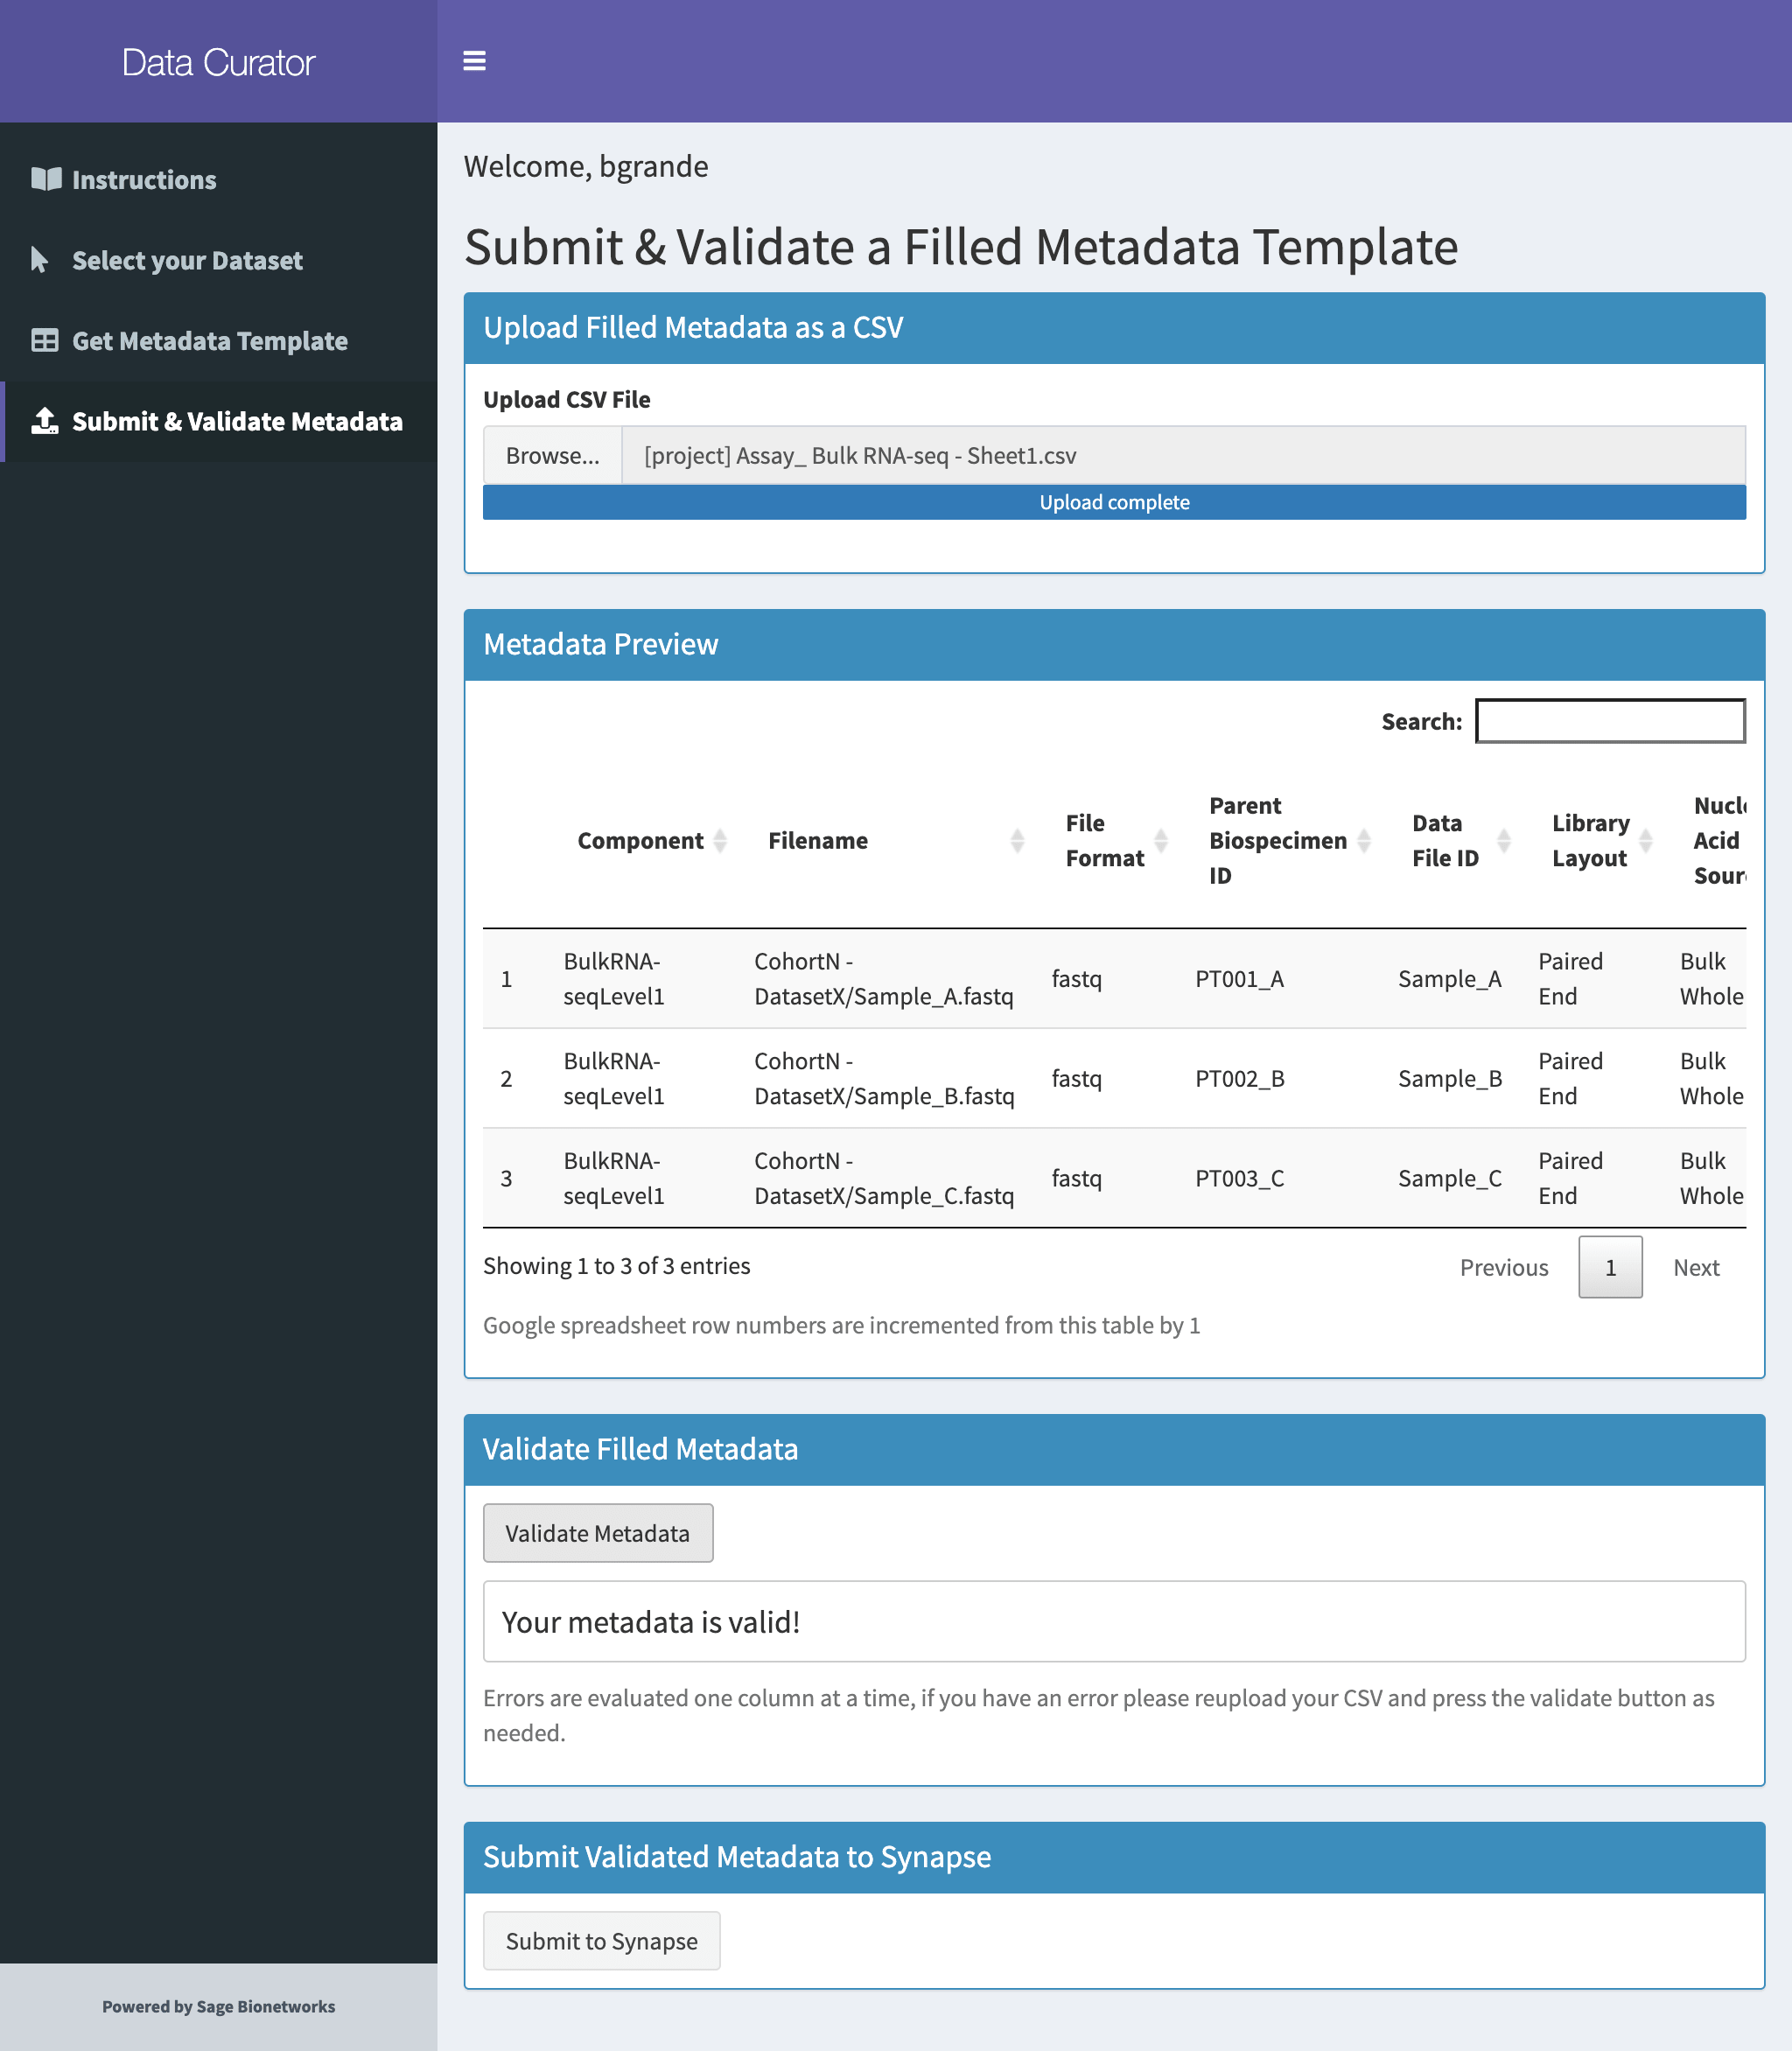 Data Curator
Instructions
Select your Dataset
Get Metadata Template
Submit & Validate Metadata
Powered by Sage Bionetworks
Welcome, bgrande
Submit & Validate a Filled Metadata Template
Upload Filled Metadata as a CSV
Upload CSV File
Browse... [project] Assay_ Bulk RNA-seq - Sheet1.csv
Upload complete
Metadata Preview
Search:
Component Filename File Format Parent Biospecimen ID Data File ID Library Layout Acid
1 BulkRNA-seqLevel1 CohortN - DatasetX/Sample_A.fastq fastq PT001_A Sample_A Paired End Bulk Whole
2 BulkRNA-seqLevel1 CohortN - DatasetX/Sample_B.fastq fastq PT002_B Sample_B Paired End Bulk Whole
3 BulkRNA-seqLevel1 CohortN - DatasetX/Sample_C.fastq fastq PT003_C Sample_C Paired End Bulk Whole
Showing 1 to 3 of 3 entries
Previous 1 Next
Google spreadsheet row numbers are incremented from this table by 1
Validate Filled Metadata
Validate Metadata
Your metadata is valid!
Errors are evaluated one column at a time, if you have an error please reupload your CSV and press the validate button as
needed.
Submit Validated Metadata to Synapse
Submit to Synapse